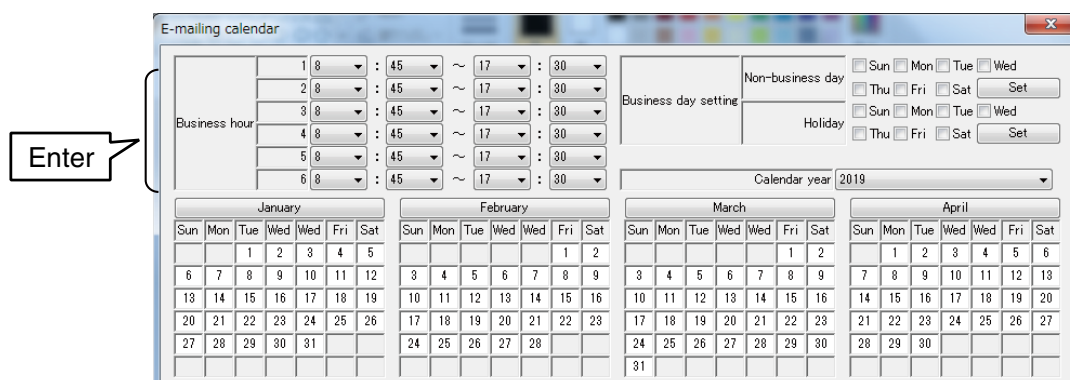 E-mailing calendar
x
Business hour
1 8 : 45 ~ 17 : 30
2 8 : 45 ~ 17 : 30
3 8 : 45 ~ 17 : 30
4 8 : 45 ~ 17 : 30
5 8 : 45 ~ 17 : 30
6 8 : 45 ~ 17 : 30
Enter
Business day setting
Non-business day
Sun Mon Tue Wed
Thu Fri Sat Set
Holiday
Sun Mon Tue Wed
Thu Fri Sat Set
Calendar year 2019
January
Sun Mon Tue Wed Wed Fri Sat
1 2 3 4 5
6 7 8 9 10 11 12
13 14 15 16 17 18 19
20 21 22 23 24 25 26
27 28 29 30 31
February
Sun Mon Tue Wed Wed Fri Sat
1 2
3 4 5 6 7 8 9
10 11 12 13 14 15 16
17 18 19 20 21 22 23
24 25 26 27 28
March
Sun Mon Tue Wed Wed Fri Sat
1 2
3 4 5 6 7 8 9
10 11 12 13 14 15 16
17 18 19 20 21 22 23
24 25 26 27 28 29 30
31
April
Sun Mon Tue Wed Wed Fri Sat
1 2 3 4 5 6
7 8 9 10 11 12 13
14 15 16 17 18 19 20
21 22 23 24 25 26 27
28 29 30